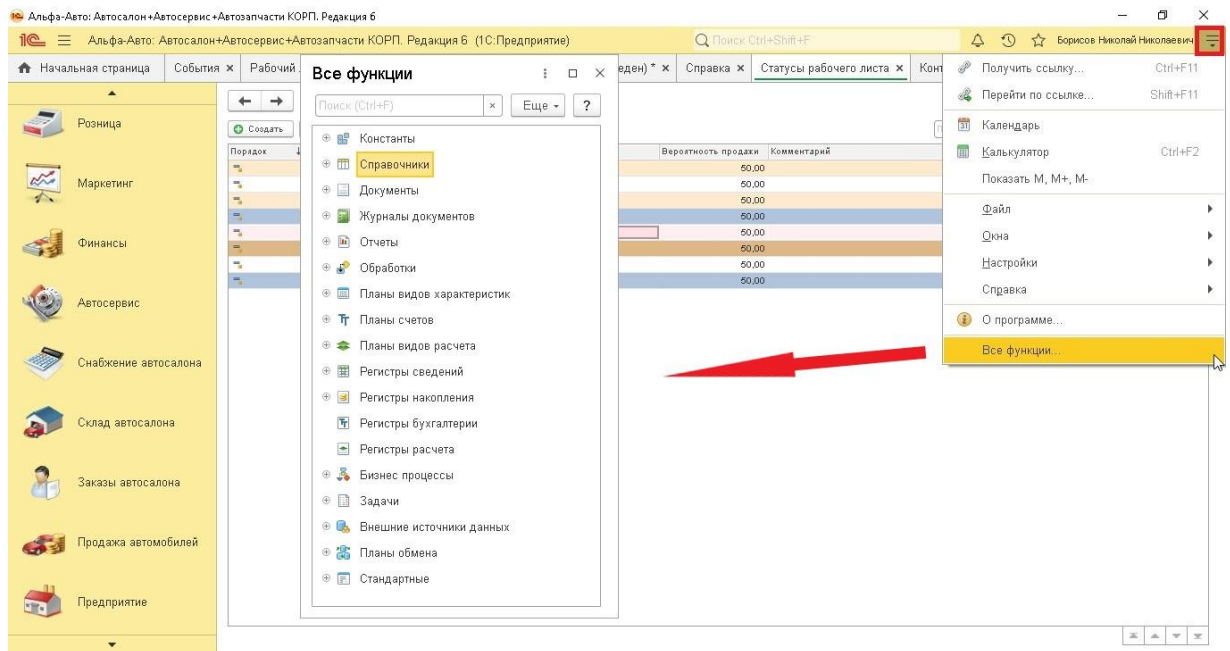 Альфа-Авто: Автосалон+Автосервис+Автозапчасти КОРП. Редакция 6
Альфа-Авто: Автосалон+Автосервис+Автозапчасти КОРП. Редакция 6 (1С:Предприятие)
Поиск Ctrl+Shift+F
Борисов Николай Николаевич
Начальная страница
События ×
Рабочий
еден) * ×
Справка ×
Статусы рабочего листа ×
Кон
Розница
Маркетинг
Финансы
Автосервис
Снабжение автосалона
Склад автосалона
Заказы автосалона
Продажа автомобилей
Предприятие
Создать
Порядок
Вероятность продажи
Комментарий
50,00
50,00
50,00
50,00
50,00
50,00
50,00
50,00
Все функции
Поиск (Ctrl+F)
×
Еще
?
Константы
Справочники
Документы
Журналы документов
Отчеты
Обработки
Планы видов характеристик
Планы счетов
Планы видов расчета
Регистры сведений
Регистры накопления
Регистры бухгалтерии
Регистры расчета
Бизнес процессы
Задачи
Внешние источники данных
Планы обмена
Стандартные
Получить ссылку... Ctrl+F11
Перейти по ссылке... Shift+F11
Календарь
Калькулятор Ctrl+F2
Показать M, M+, M-
Файл
Окна
Настройки
Справка
О программе...
Все функции...